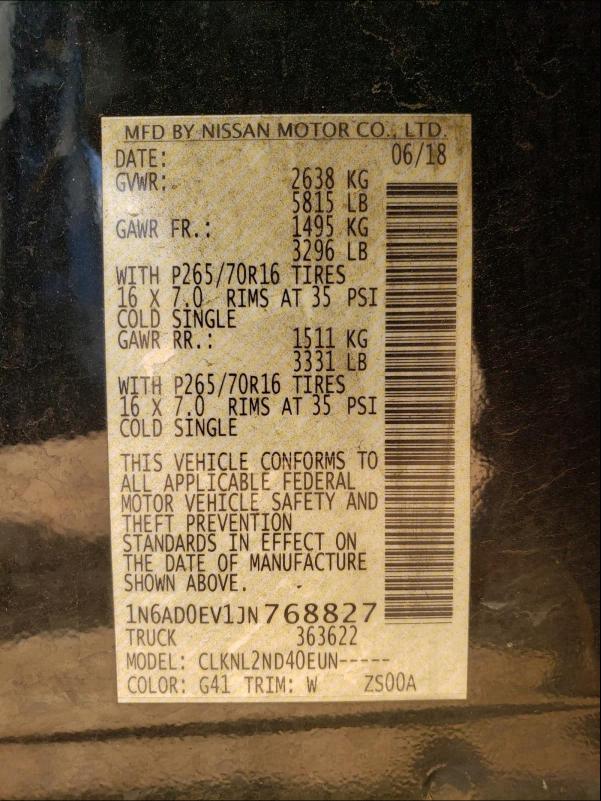 MFD BY NISSAN MOTOR CO., LTD.
DATE: 06/18
GVWR: 2638 KG
5815 LB
GAWR FR.: 1495 KG
3296 LB
WITH P265/70R16 TIRES
16 X 7.0 RIMS AT 35 PSI
COLD SINGLE
GAWR RR.: 1511 KG
3331 LB
WITH P265/70R16 TIRES
16 X 7.0 RIMS AT 35 PSI
COLD SINGLE
THIS VEHICLE CONFORMS TO
ALL APPLICABLE FEDERAL
MOTOR VEHICLE SAFETY AND
THEFT PREVENTION
STANDARDS IN EFFECT ON
THE DATE OF MANUFACTURE
SHOWN ABOVE.
1N6AD0EV1JN768827
TRUCK 363622
MODEL: CLKNL2ND40EUN-----
COLOR: G41 TRIM: W ZS00A